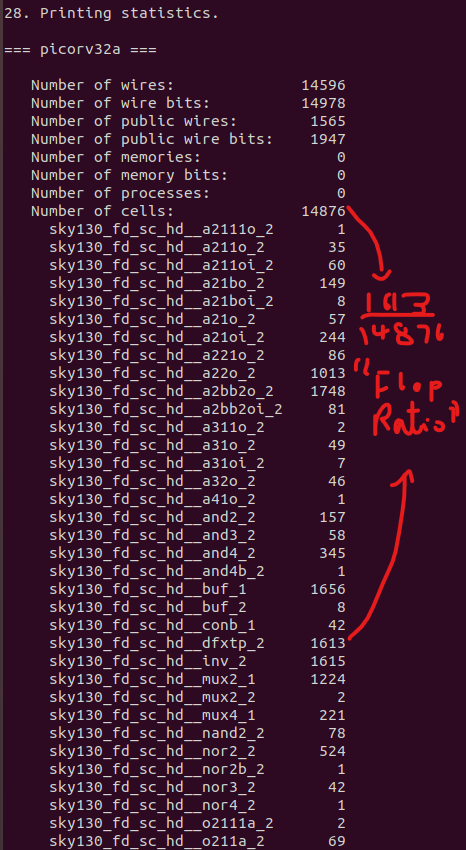 28. Printing statistics.
=== picorv32a ===
Number of wires: 14596
Number of wire bits: 14978
Number of public wires: 1565
Number of public wire bits: 1947
Number of memories: 0
Number of memory bits: 0
Number of processes: 0
Number of cells: 14876
sky130_fd_sc_hd__a2111o_2 1
sky130_fd_sc_hd__a211o_2 35
sky130_fd_sc_hd__a211oi_2 60
sky130_fd_sc_hd__a21bo_2 149
sky130_fd_sc_hd__a21boi_2 8
sky130_fd_sc_hd__a21o_2 57
sky130_fd_sc_hd__a21oi_2 244
sky130_fd_sc_hd__a221o_2 86
sky130_fd_sc_hd__a22o_2 1013
sky130_fd_sc_hd__a2bb2o_2 1748
sky130_fd_sc_hd__a2bb2oi_2 81
sky130_fd_sc_hd__a311o_2 2
sky130_fd_sc_hd__a31o_2 49
sky130_fd_sc_hd__a31oi_2 7
sky130_fd_sc_hd__a32o_2 46
sky130_fd_sc_hd__a41o_2 1
sky130_fd_sc_hd__and2_2 157
sky130_fd_sc_hd__and3_2 58
sky130_fd_sc_hd__and4_2 345
sky130_fd_sc_hd__and4b_2 1
sky130_fd_sc_hd__buf_1 1656
sky130_fd_sc_hd__buf_2 8
sky130_fd_sc_hd__conb_1 42
sky130_fd_sc_hd__dfxtp_2 1613
sky130_fd_sc_hd__inv_2 1615
sky130_fd_sc_hd__mux2_1 1224
sky130_fd_sc_hd__mux2_2 2
sky130_fd_sc_hd__mux4_1 221
sky130_fd_sc_hd__nand2_2 78
sky130_fd_sc_hd__nor2_2 524
sky130_fd_sc_hd__nor2b_2 1
sky130_fd_sc_hd__nor3_2 42
sky130_fd_sc_hd__nor4_2 1
sky130_fd_sc_hd__o2111a_2 2
sky130_fd_sc_hd__o211a_2 69
1613
14876
"Flop
Ratio"